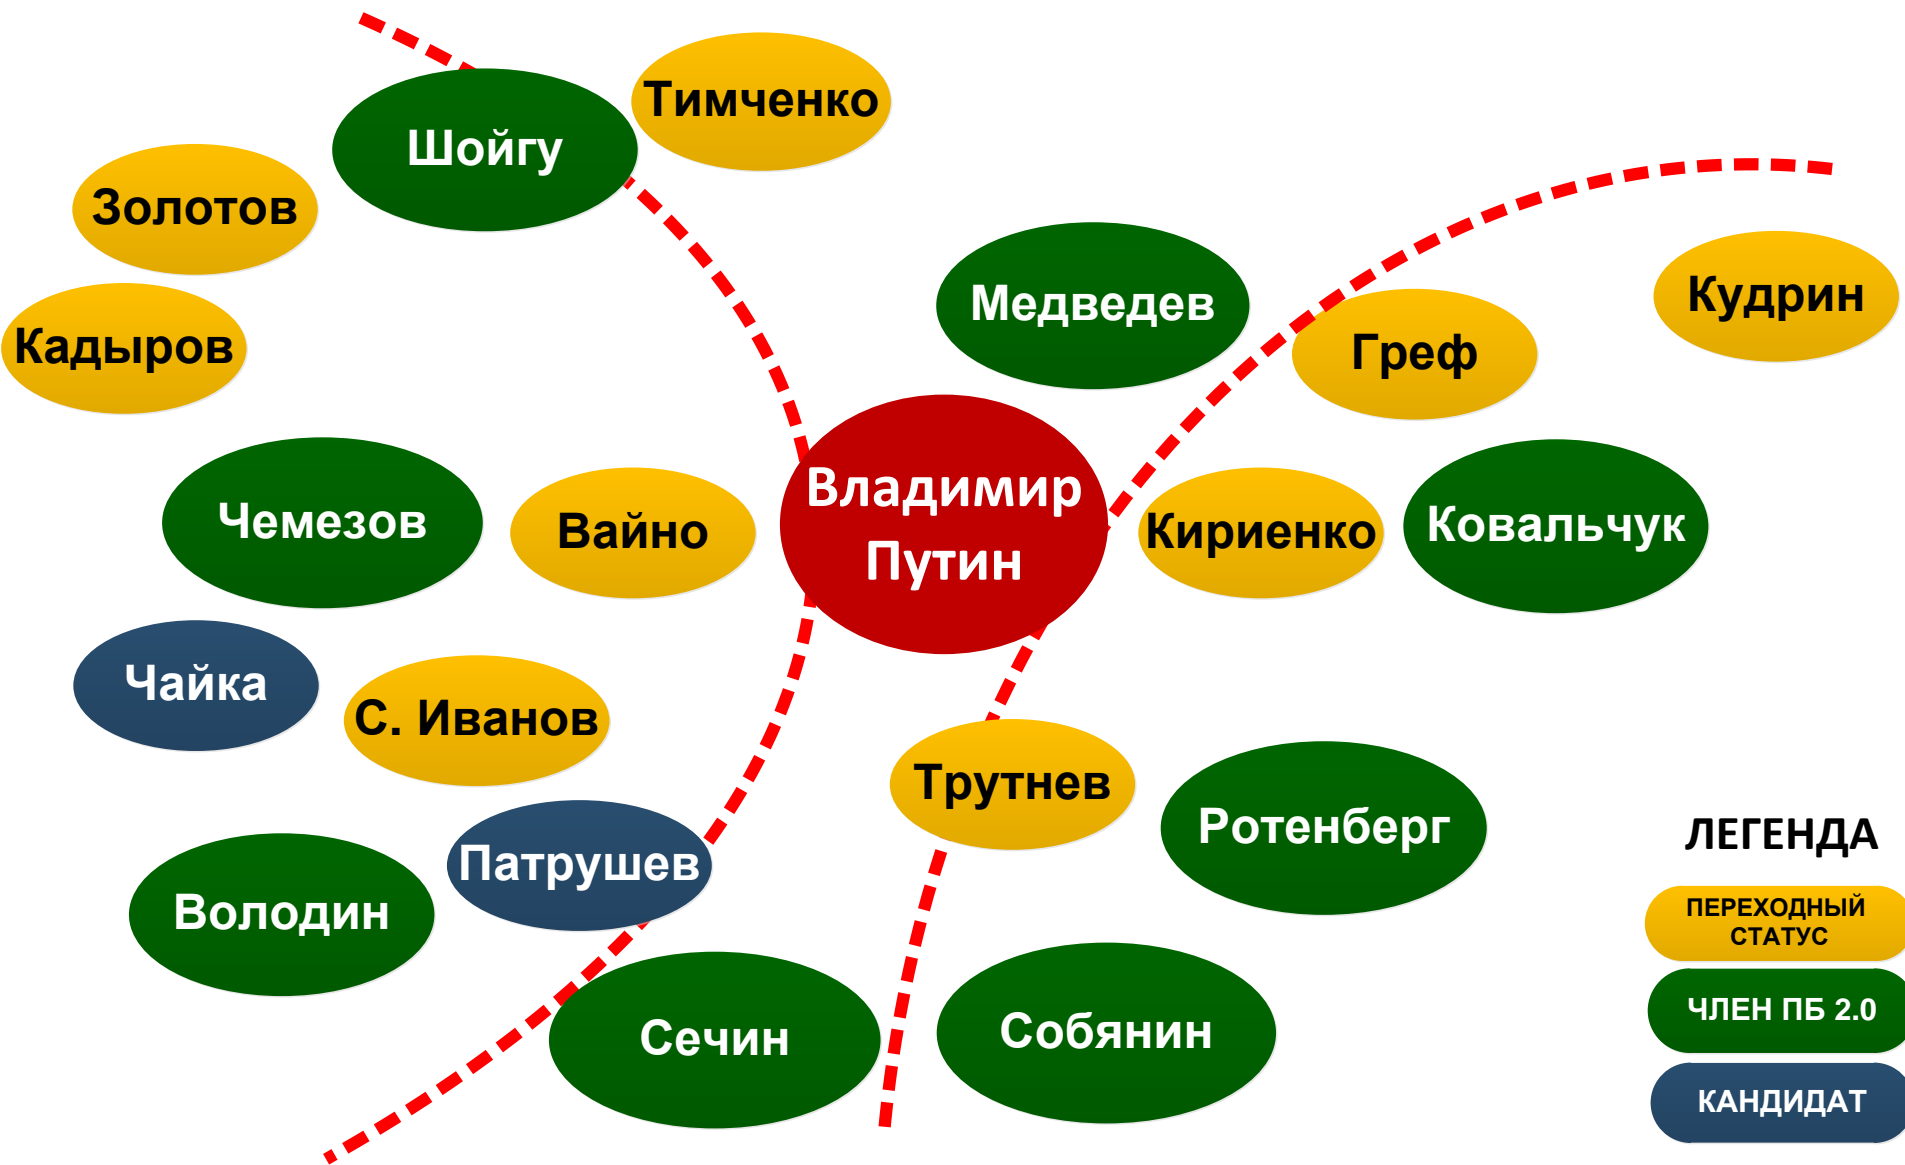 Тимченко
Шойгу
Золотов
Кадыров
Медведев
Кудрин
Греф
Чемезов
Вайно
Владимир
Путин
Кириенко
Ковальчук
Чайка
С. Иванов
Трутнев
Ротенберг
Патрушев
Володин
Сечин
Собянин
ЛЕГЕНДА
ПЕРЕХОДНЫЙ
СТАТУС
ЧЛЕН ПБ 2.0
КАНДИДАТ